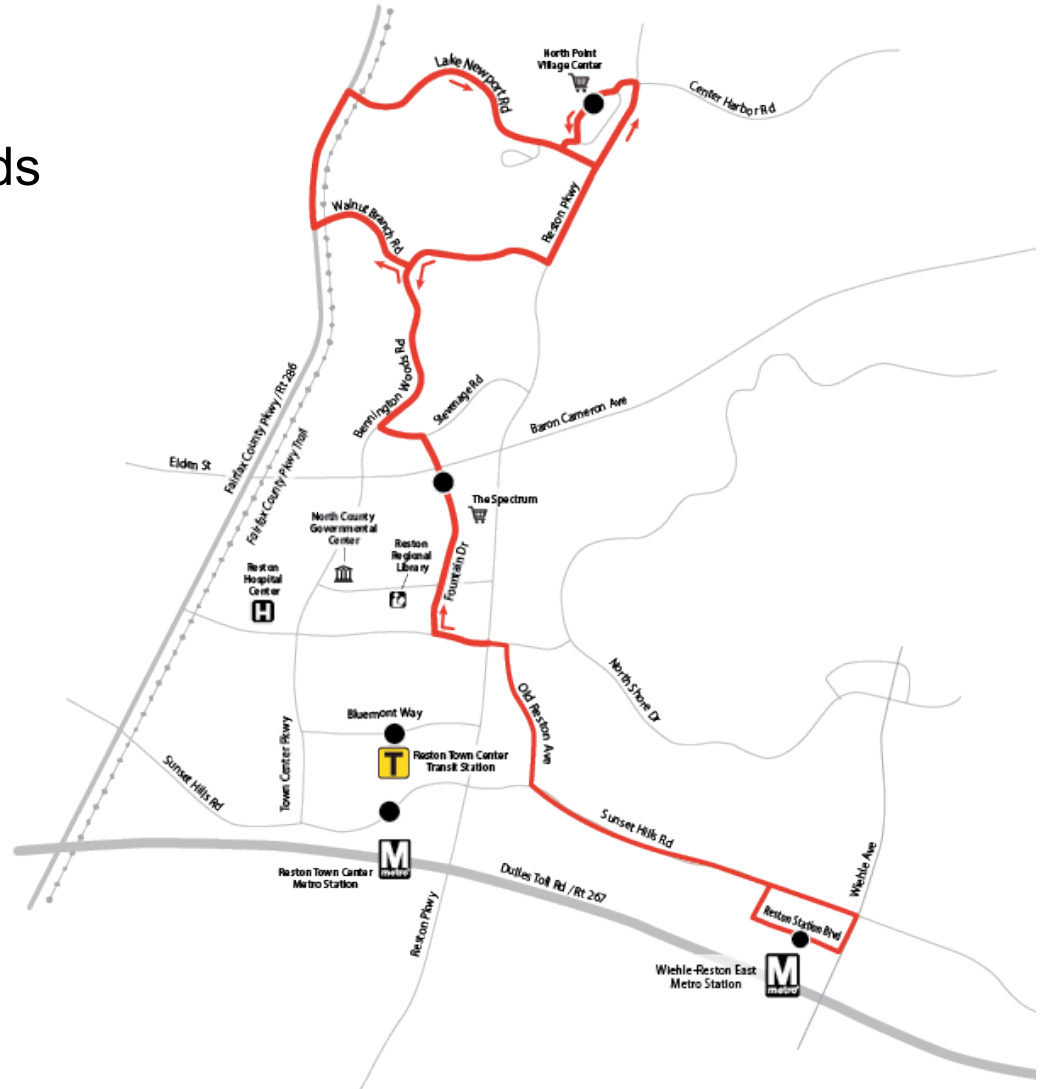 ds
Lake Newport Rd
North Point
Village Center
Center Harbor Rd
Walnut Branch Rd
Reston Pkwy
Bennington Woods Rd
Stevenage Rd
Baron Cameron Ave
Fairfax County Pkwy/Rt 286
Fairfax County Pkwy Trail
Elden St
The Spectrum
North County
Governmental
Center
Reston
Regional
Library
Fountain Dr
Reston
Hospital
Center
H
North Shore Dr
Old Reston Ave
Bluemont Way
T
Reston Town Center
Transit Station
Town Center Pkwy
Sunset Hills Rd
Sunset Hills Rd
M
metro
Reston Town Center
Metro Station
Dulles Toll Rd / Rt 267
Wiehle Ave
Reston Station Blvd
Reston Pkwy
Wiehle-Reston East
Metro Station
M
metro